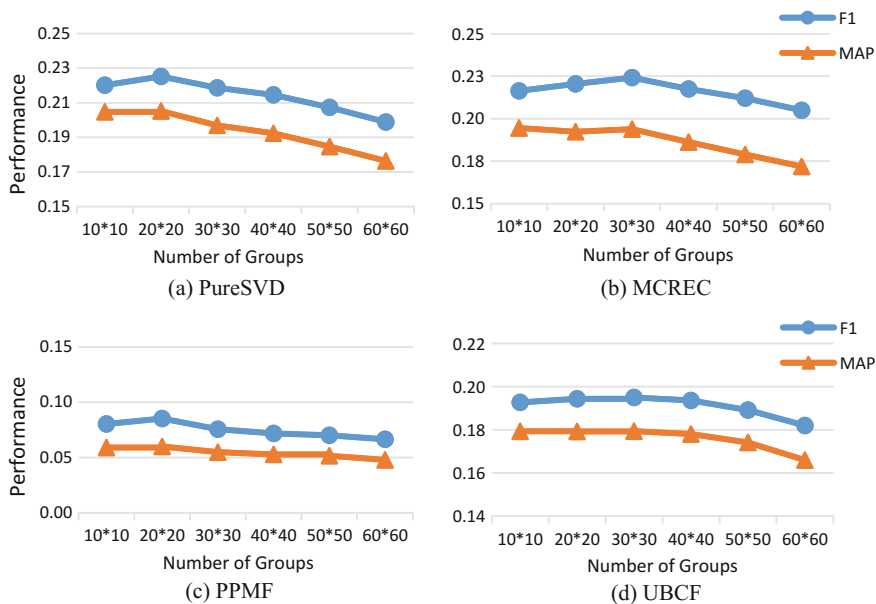 F1
MAP
Performance
0.25
0.23
0.21
0.19
0.17
0.15
10*10 20*20 30*30 40*40 50*50 60*60
Number of Groups
(a) PureSVD
0.25
0.23
0.20
0.18
0.15
10*10 20*20 30*30 40*40 50*50 60*60
Number of Groups
(b) MCREC
Performance
0.15
0.10
0.05
0.00
10*10 20*20 30*30 40*40 50*50 60*60
Number of Groups
(c) PPMF
F1
MAP
0.22
0.20
0.18
0.16
0.14
10*10 20*20 30*30 40*40 50*50 60*60
Number of Groups
(d) UBCF